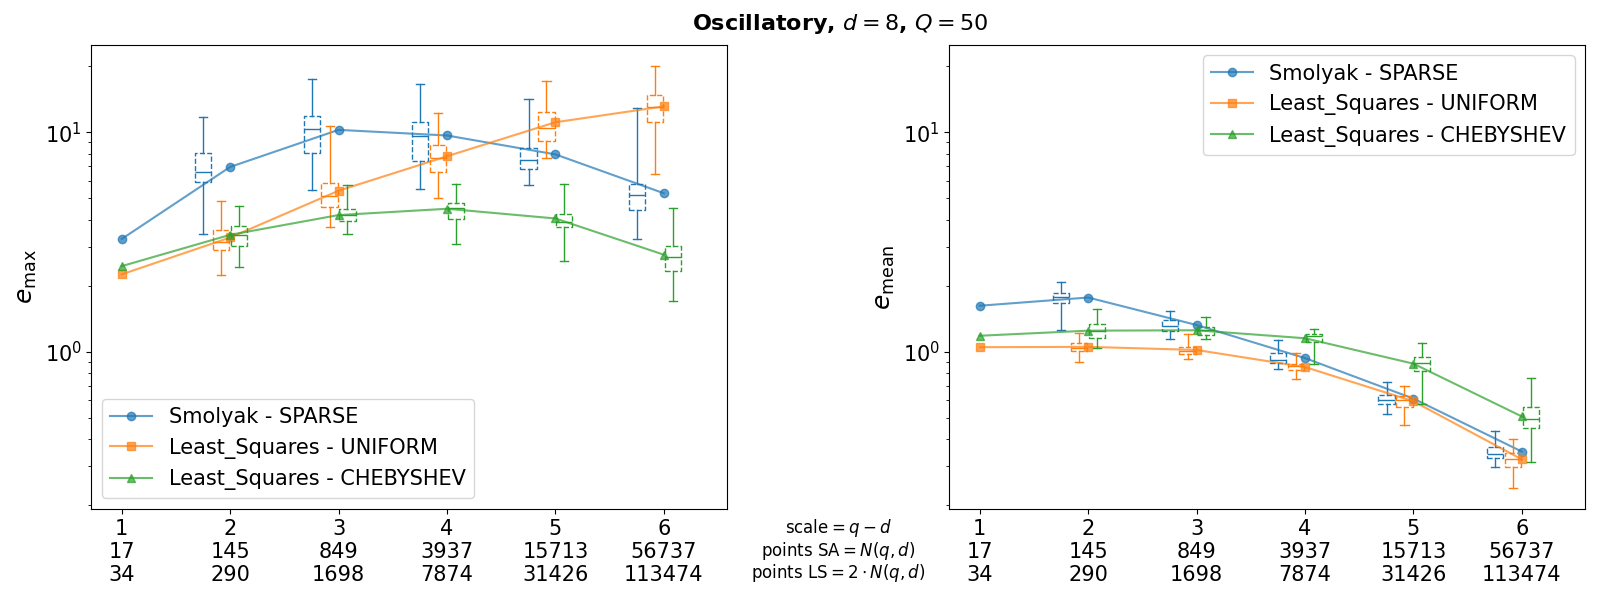 Oscillatory, d = 8, Q = 50
10¹
10⁰
e_max
Smolyak - SPARSE
Least_Squares - UNIFORM
Least_Squares - CHEBYSHEV
1 2 3 4 5 6
17 145 849 3937 15713 56737
34 290 1698 7874 31426 113474
scale = q − d
points SA = N(q, d)
points LS = 2 · N(q, d)
10¹
10⁰
e_mean
Smolyak - SPARSE
Least_Squares - UNIFORM
Least_Squares - CHEBYSHEV
1 2 3 4 5 6
17 145 849 3937 15713 56737
34 290 1698 7874 31426 113474